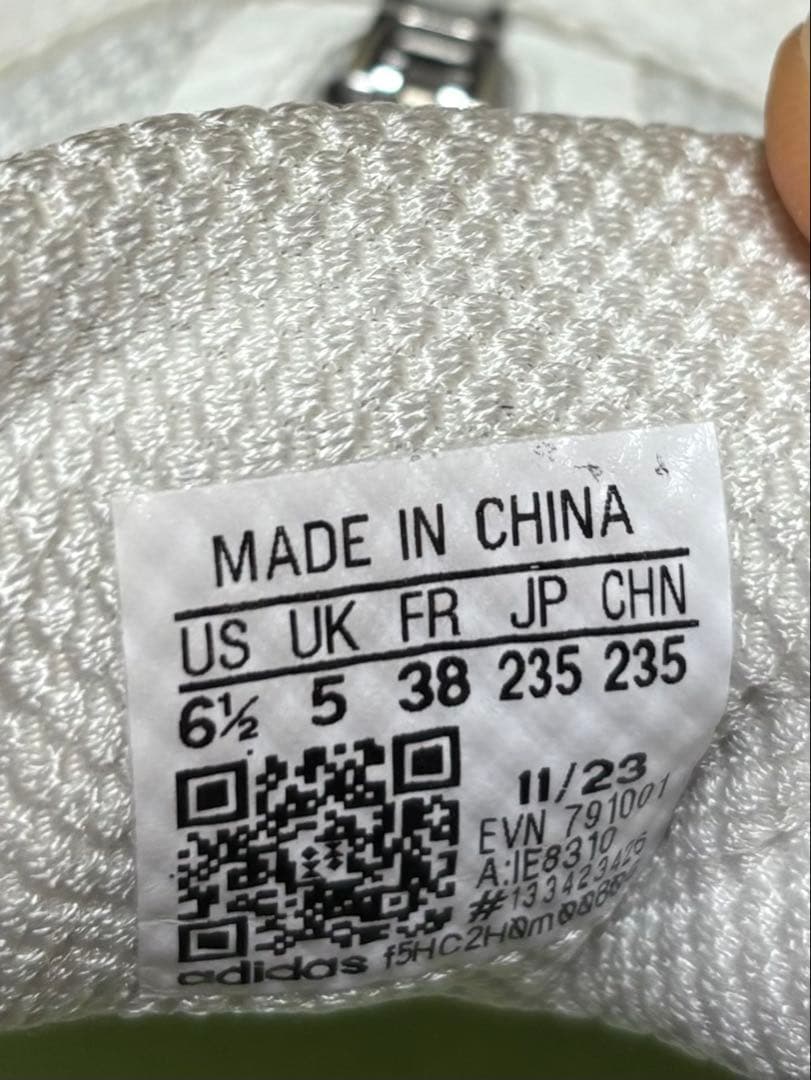 MADE IN CHINA
US UK FR JP CHN
6½ 5 38 235 235
11/23
EVN 791001
A:IE8310
#133423426
adidas